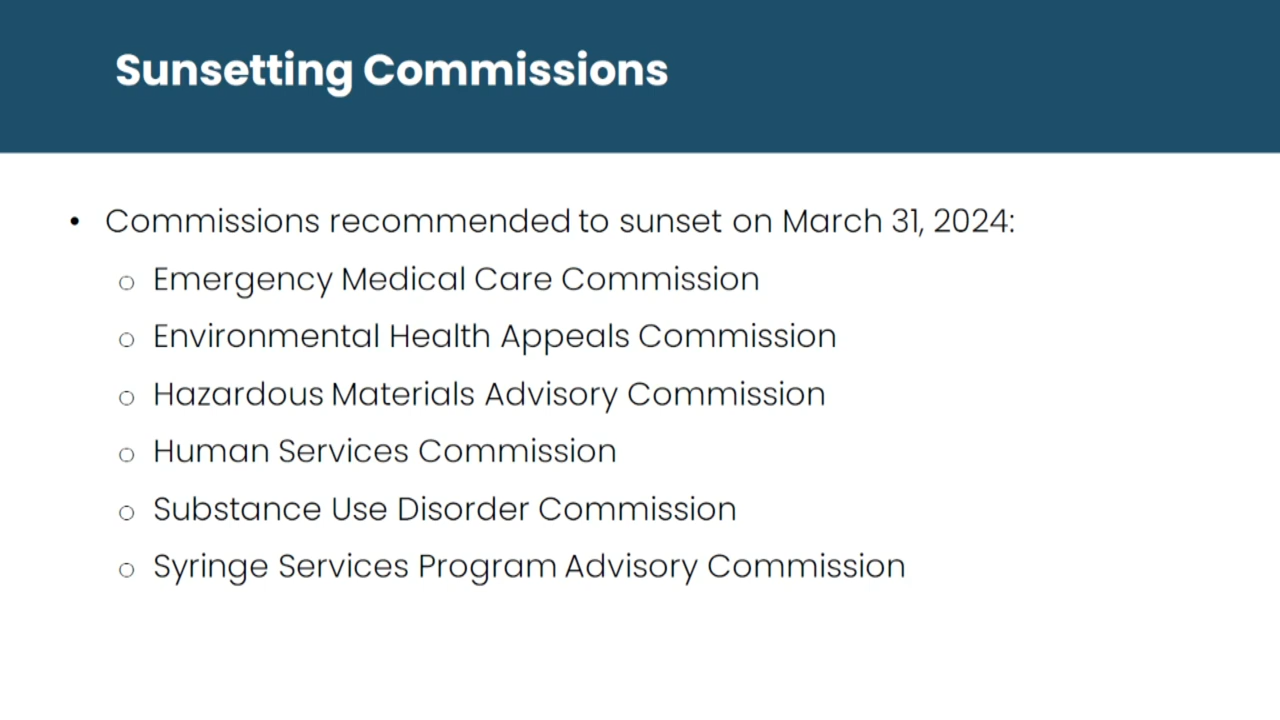 Sunsetting Commissions
• Commissions recommended to sunset on March 31, 2024:
○ Emergency Medical Care Commission
○ Environmental Health Appeals Commission
○ Hazardous Materials Advisory Commission
○ Human Services Commission
○ Substance Use Disorder Commission
○ Syringe Services Program Advisory Commission